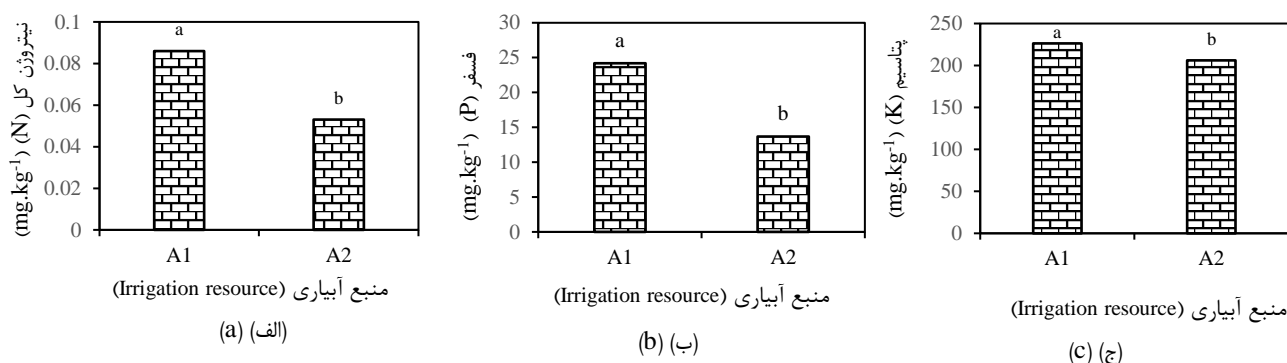 نیتروژن کل (N)
(mg.kg-1)
0.1
0.08
0.06
0.04
0.02
0
a
b
A1
A2
منبع آبیاری (Irrigation resource)
(الف) (a)
فسفر (P)
(mg.kg-1)
30
25
20
15
10
5
0
a
b
A1
A2
منبع آبیاری (Irrigation resource)
(ب) (b)
پتاسیم (K)
(mg.kg-1)
250
200
150
100
50
0
a
b
A1
A2
منبع آبیاری (Irrigation resource)
(ج) (c)